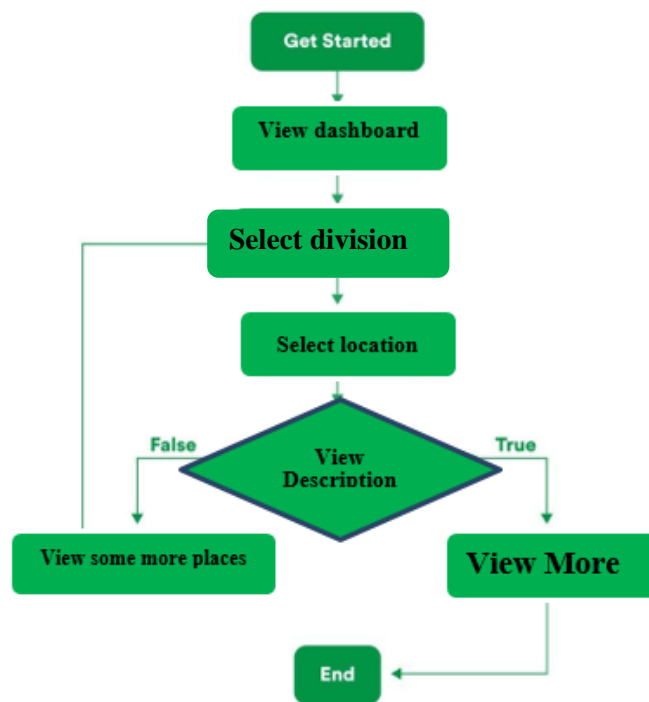 Get Started
View dashboard
Select division
Select location
False
True
View
Description
View some more places
View More
End